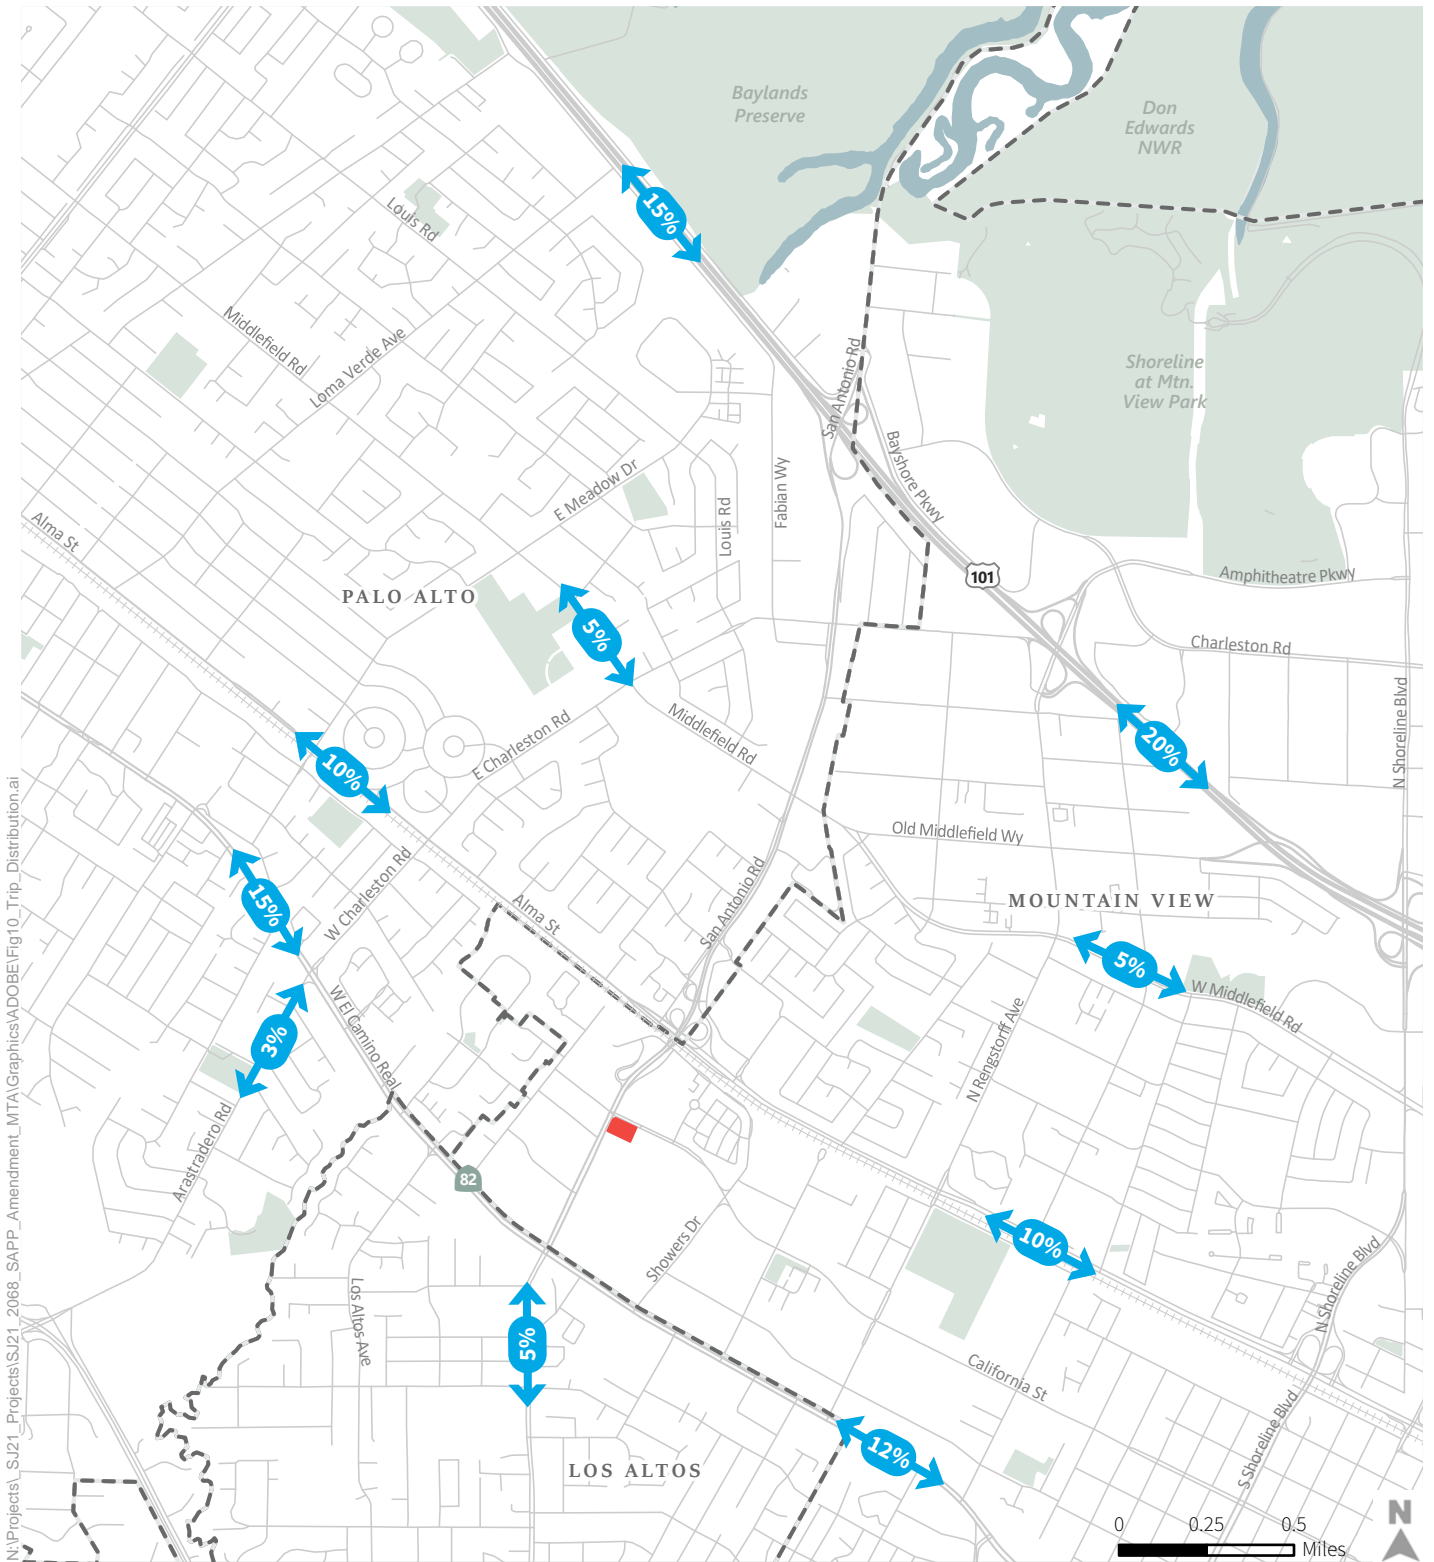 Baylands
Preserve
Don
Edwards
NWR
15%
Louis Rd
Middlefield Rd
Loma Verde Ave
San Antonio Rd
Shoreline
at Mtn.
View Park
Bayshore Pkwy
E Meadow Dr
Louis Rd
Fabian Wy
Alma St
101
Amphitheatre Pkwy
PALO ALTO
5%
Charleston Rd
N Shoreline Blvd
Middlefield Rd
E Charleston Rd
20%
10%
Old Middlefield Wy
W Charleston Rd
San Antonio Rd
15%
Alma St
MOUNTAIN VIEW
5%
W Middlefield Rd
W El Camino Real
3%
N Rengstorff Ave
Arastradero Rd
82
Showers Dr
10%
N Shoreline Blvd
Los Altos Ave
5%
California St
S Shoreline Blvd
12%
LOS ALTOS
N
0 0.25 0.5
Miles
N:\Projects\_SJ21_Projects\SJ21_2068_SAPP_Amendment_MTA\Graphics\ADOBE\Fig10_Trip_Distribution.ai